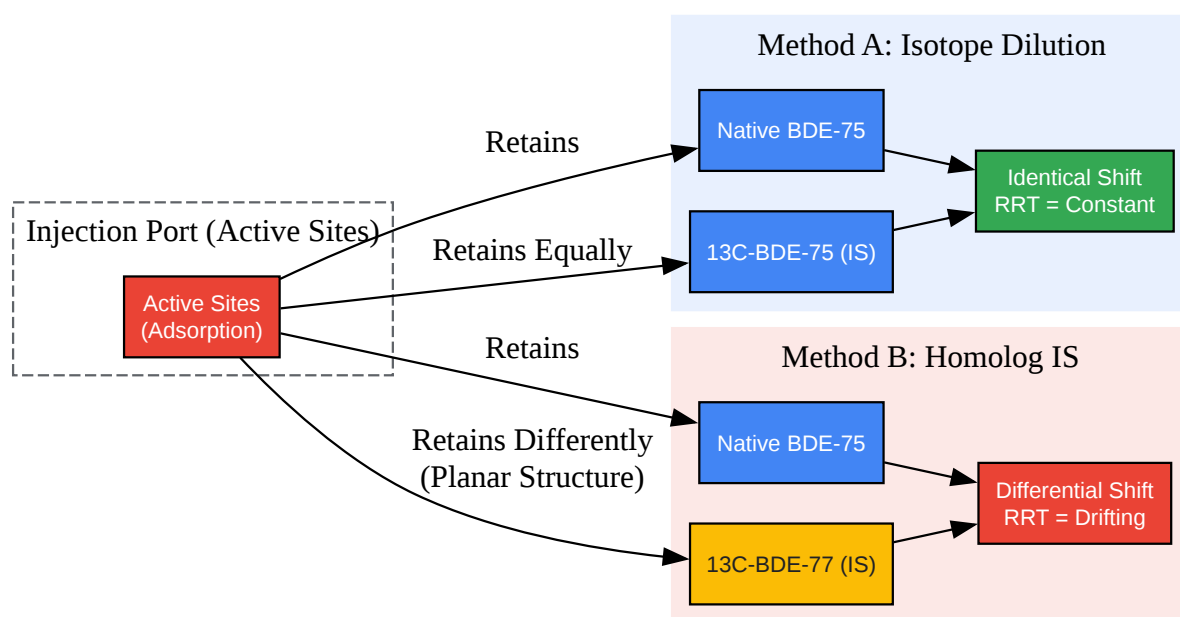 Method A: Isotope Dilution
Retains
Native BDE-75
Identical Shift
RRT = Constant
Injection Port (Active Sites)
Retains Equally
13C-BDE-75 (IS)
Active Sites
(Adsorption)
Retains
Method B: Homolog IS
Retains Differently
(Planar Structure)
Native BDE-75
Differential Shift
RRT = Drifting
13C-BDE-77 (IS)